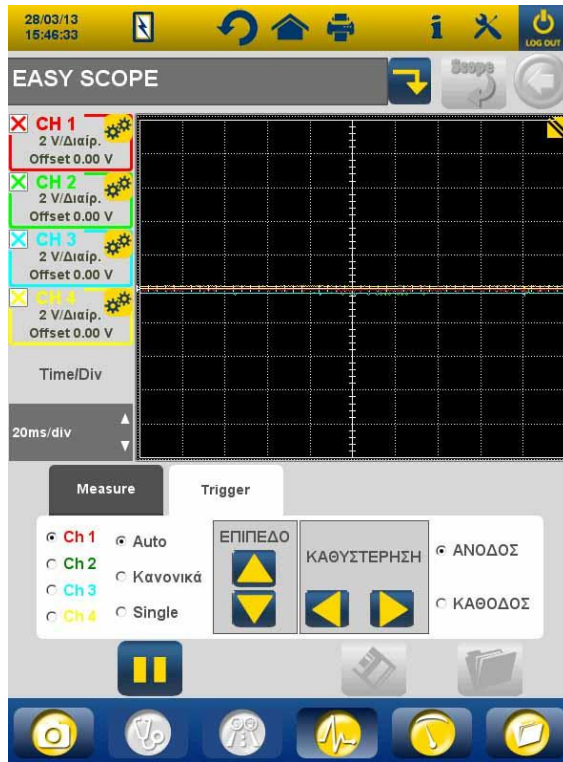 28/03/13
15:46:33
LOG OUT
EASY SCOPE
Scope
CH 1
2 V/Διαίρ.
Offset 0.00 V
CH 2
2 V/Διαίρ.
Offset 0.00 V
CH 3
2 V/Διαίρ.
Offset 0.00 V
CH 4
2 V/Διαίρ.
Offset 0.00 V
Time/Div
20ms/div
Measure
Trigger
Ch 1
Ch 2
Ch 3
Ch 4
Auto
Κανονικά
Single
ΕΠΙΠΕΔΟ
ΚΑΘΥΣΤΕΡΗΣΗ
ΑΝΟΔΟΣ
ΚΑΘΟΔΟΣ